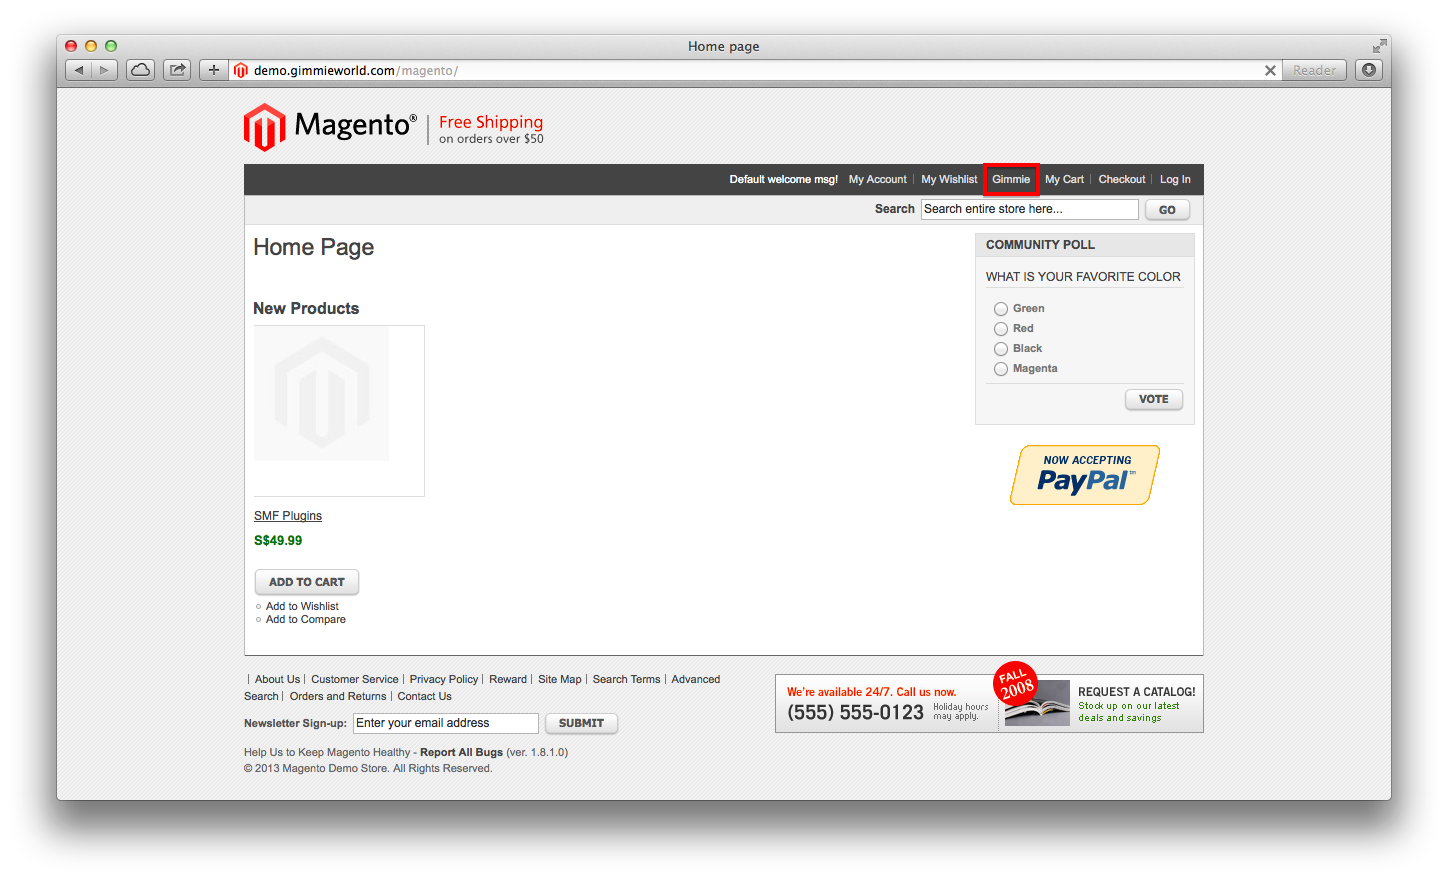 Home page
demo.gimmieworld.com/magento/
Reader
Magento®
Free Shipping
on orders over $50
Default welcome msg! My Account | My Wishlist Gimmie My Cart | Checkout | Log In
Search Search entire store here... GO
Home Page
COMMUNITY POLL
WHAT IS YOUR FAVORITE COLOR
Green
Red
Black
Magenta
VOTE
New Products
NOW ACCEPTING
PayPal™
SMF Plugins
S$49.99
ADD TO CART
Add to Wishlist
Add to Compare
| About Us | Customer Service | Privacy Policy | Reward | Site Map | Search Terms | Advanced
Search | Orders and Returns | Contact Us
Newsletter Sign-up: Enter your email address SUBMIT
We're available 24/7. Call us now.
(555) 555-0123 Holiday hours
may apply.
FALL
2008
REQUEST A CATALOG!
Stock up on our latest
deals and savings
Help Us to Keep Magento Healthy - Report All Bugs (ver. 1.8.1.0)
© 2013 Magento Demo Store. All Rights Reserved.